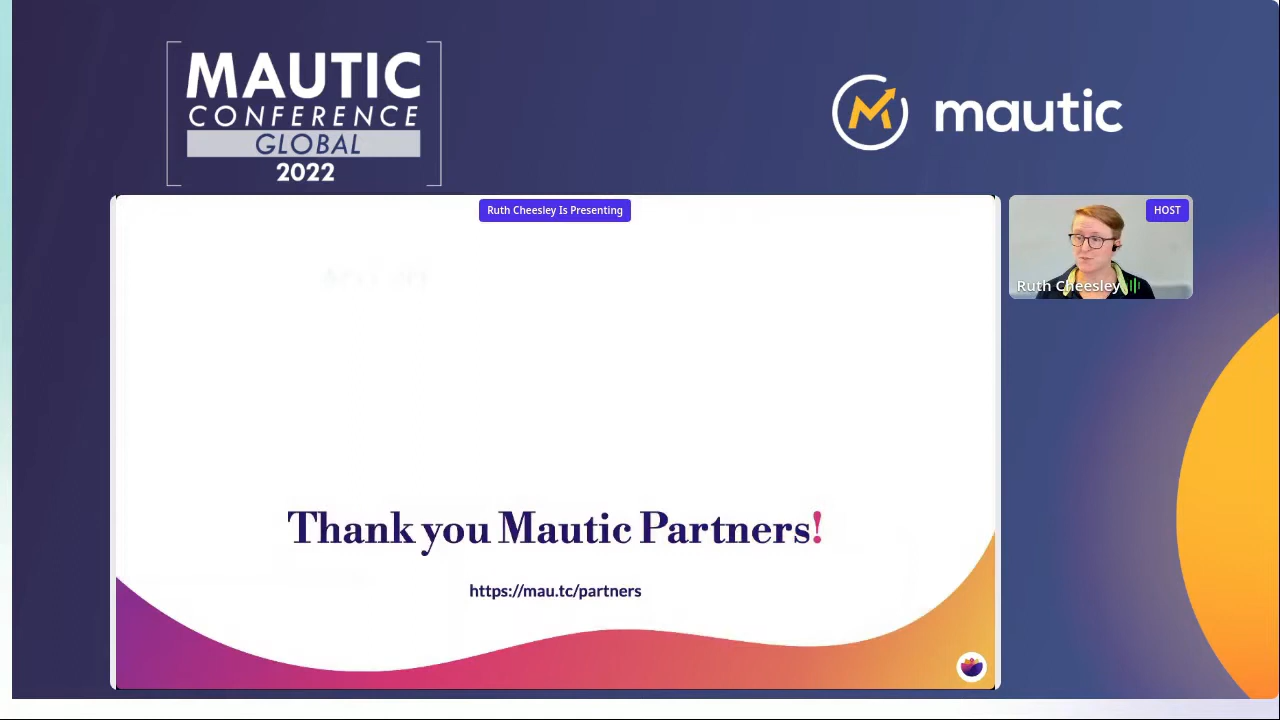 MAUTIC
CONFERENCE
GLOBAL
2022
mautic
Ruth Cheesley Is Presenting
HOST
Ruth Cheesley
Thank you Mautic Partners!
https://mau.tc/partners